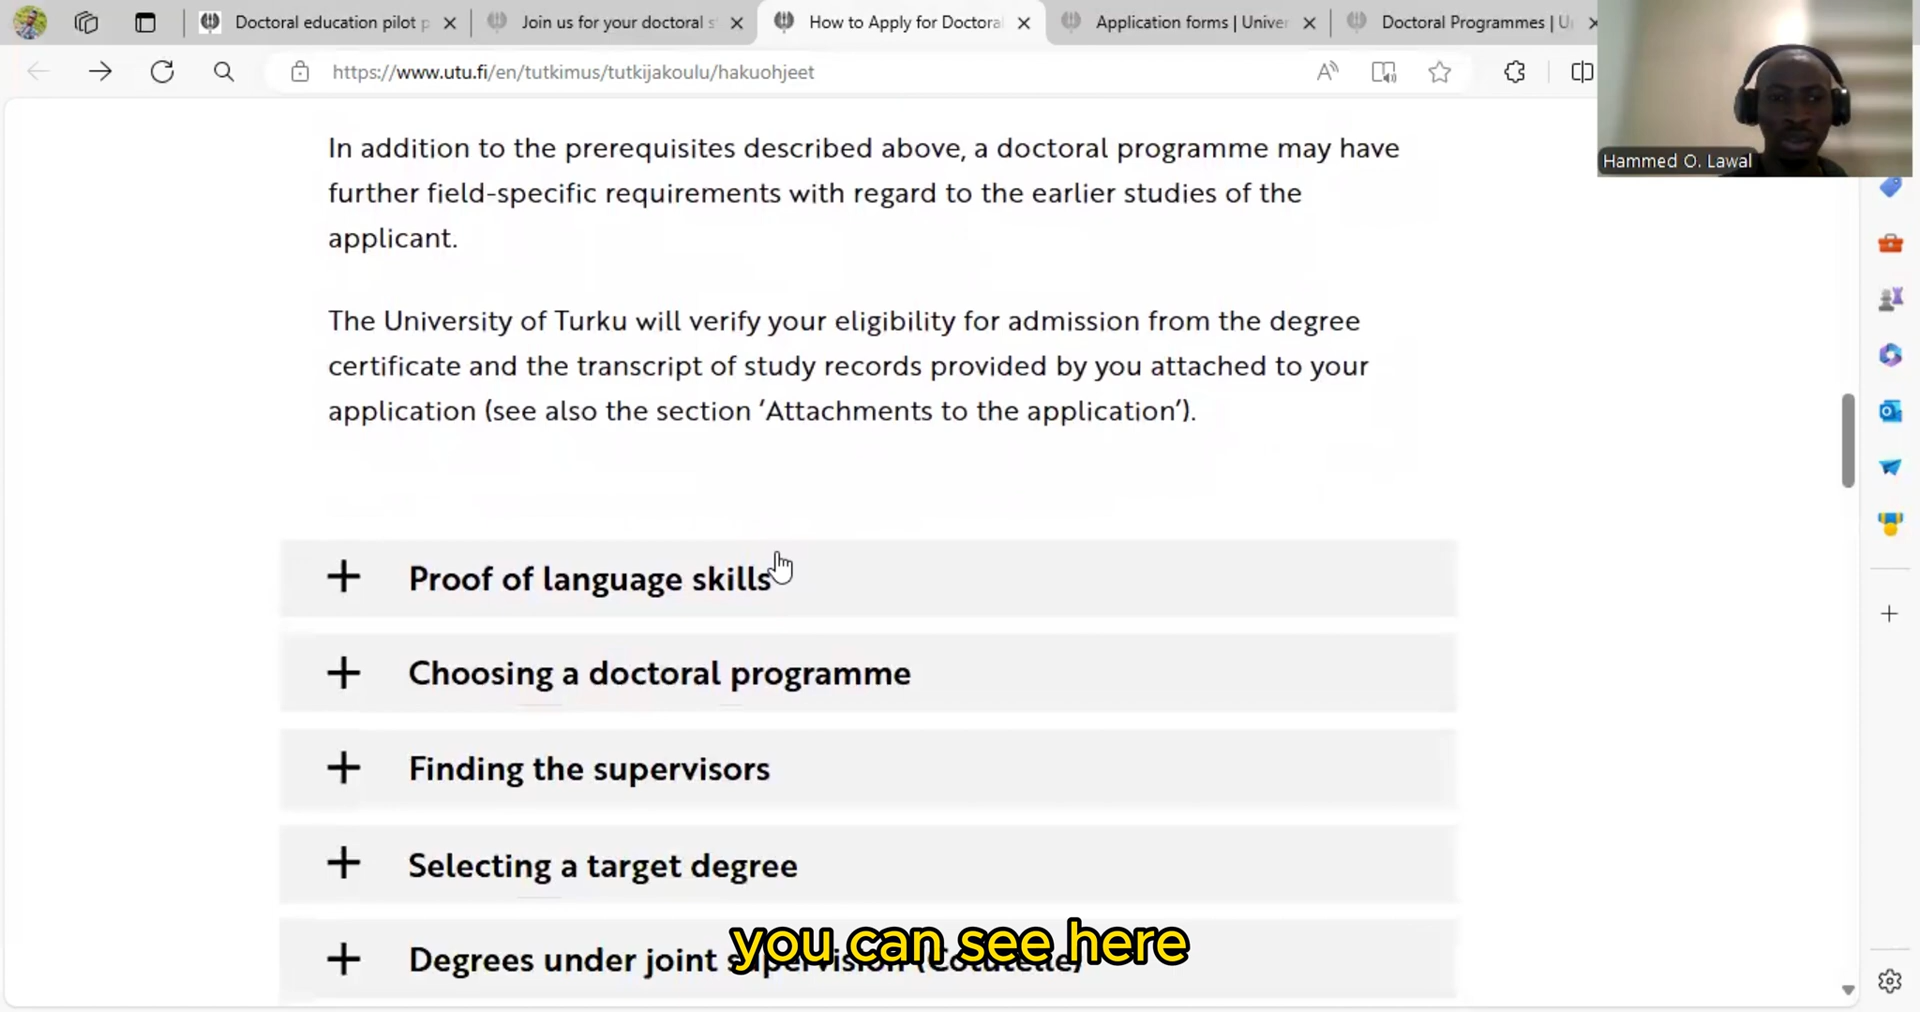 Doctoral education pilot p
Join us for your doctoral s
How to Apply for Doctora
Application forms | Univer
Doctoral Programmes | U
https://www.utu.fi/en/tutkimus/tutkijakoulu/hakuohjeet
Hammed O. Lawal
In addition to the prerequisites described above, a doctoral programme may have
further field-specific requirements with regard to the earlier studies of the
applicant.
The University of Turku will verify your eligibility for admission from the degree
certificate and the transcript of study records provided by you attached to your
application (see also the section ‘Attachments to the application’).
Proof of language skills
Choosing a doctoral programme
Finding the supervisors
Selecting a target degree
Degrees under joint supervision (Cotutelle)
you can see here